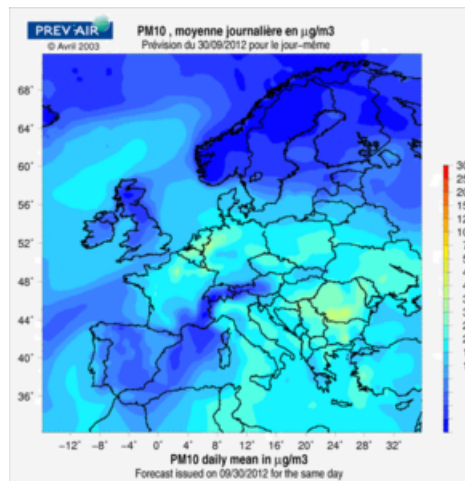 PREV'AIR
© Avril 2003
PM10 , moyenne journalière en µg/m3
Prévision du 30/09/2012 pour le jour-même
68°
64°
60°
56°
52°
48°
44°
40°
36°
-12° -8° -4° 0° 4° 8° 12° 16° 20° 24° 28° 32°
PM10 daily mean in µg/m3
Forecast issued on 09/30/2012 for the same day